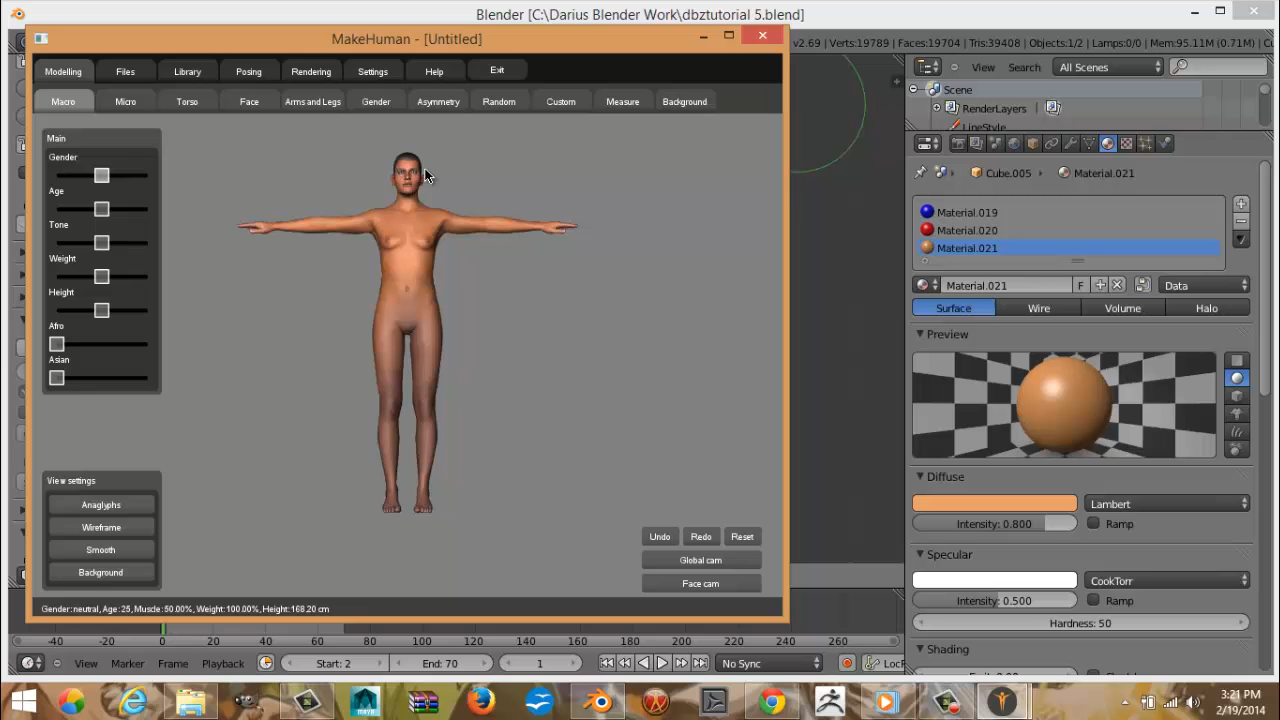 Blender [C:\Darius Blender Work\dbztutorial 5.blend]
MakeHuman - [Untitled]
v2.69 | Verts:19789 | Faces:19704 | Tris:39408 | Objects:1/2 | Lamps:0/0 | Mem:95.11M (0.71M) | Cu
Modelling Files Library Posing Rendering Settings Help Exit
View Search All Scenes
Macro Micro Torso Face Arms and Legs Gender Asymmetry Random Custom Measure Background
Scene
RenderLayers |
LineStyle
Main
Gender
Age
Tone
Weight
Height
Afro
Asian
Cube.005 Material.021
Material.019
Material.020
Material.021
Material.021 F Data
Surface Wire Volume Halo
Preview
Diffuse
Lambert
Intensity: 0.800 Ramp
Specular
CookTorr
Intensity: 0.500 Ramp
Hardness: 50
Shading
View settings
Anaglyphs
Wireframe
Smooth
Background
Undo Redo Reset
Global cam
Face cam
Gender:neutral, Age:25, Muscle:50.00%, Weight:100.00%, Height:168.20 cm
-40 -20 0 20 40 60 80 100 120 140 160 180 200 220 240 260
View Marker Frame Playback Start: 2 End: 70 1 No Sync
3:21 PM
2/19/2014